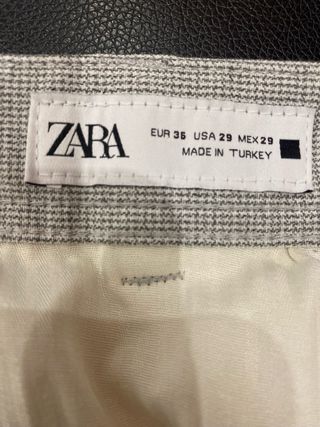 ZARA
EUR 36 USA 29 MEX 29
MADE IN TURKEY